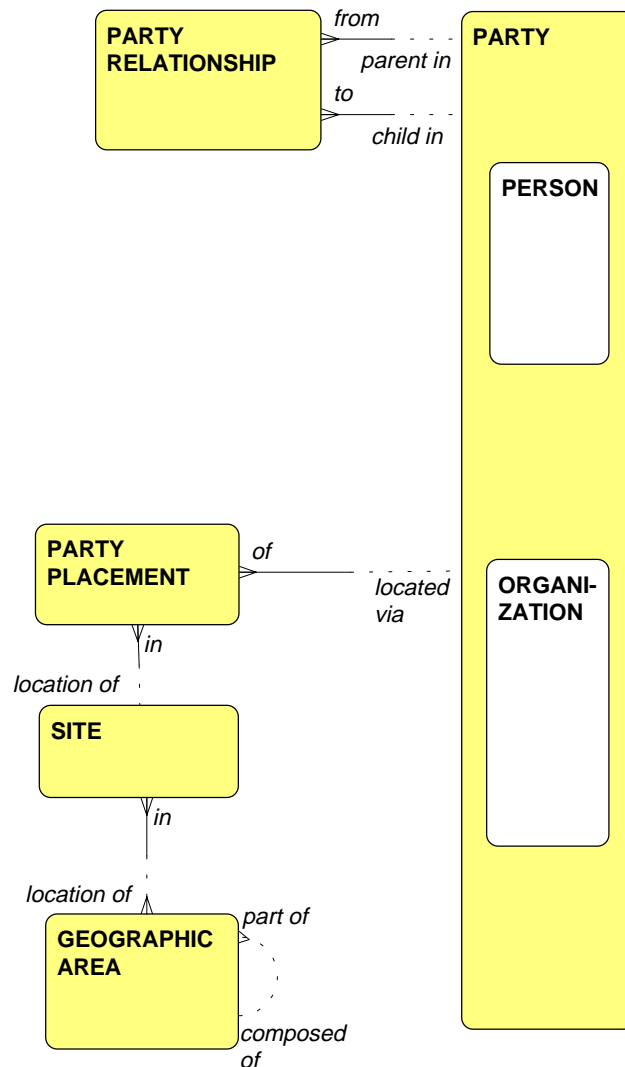 from
PARTY
RELATIONSHIP
PARTY
parent in
to
child in
PERSON
PARTY
PLACEMENT
of
located
via
ORGANI-
ZATION
in
location of
SITE
in
location of
part of
GEOGRAPHIC
AREA
composed
of